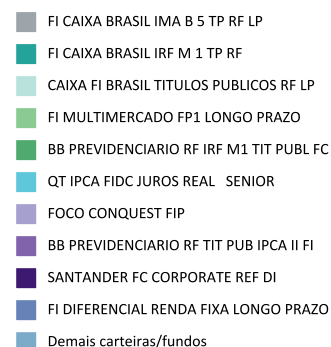 FI CAIXA BRASIL IMA B 5 TP RF LP
FI CAIXA BRASIL IRF M 1 TP RF
CAIXA FI BRASIL TITULOS PUBLICOS RF LP
FI MULTIMERCADO FP1 LONGO PRAZO
BB PREVIDENCIARIO RF IRF M1 TIT PUBL FC
QT IPCA FIDC JUROS REAL SENIOR
FOCO CONQUEST FIP
BB PREVIDENCIARIO RF TIT PUB IPCA II FI
SANTANDER FC CORPORATE REF DI
FI DIFERENCIAL RENDA FIXA LONGO PRAZO
Demais carteiras/fundos